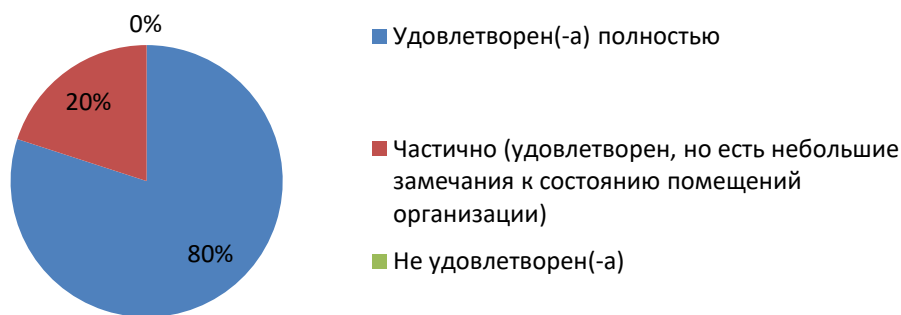 0%
20%
80%
Удовлетворен(-а) полностью
Частично (удовлетворен, но есть небольшие
замечания к состоянию помещений
организации)
Не удовлетворен(-а)